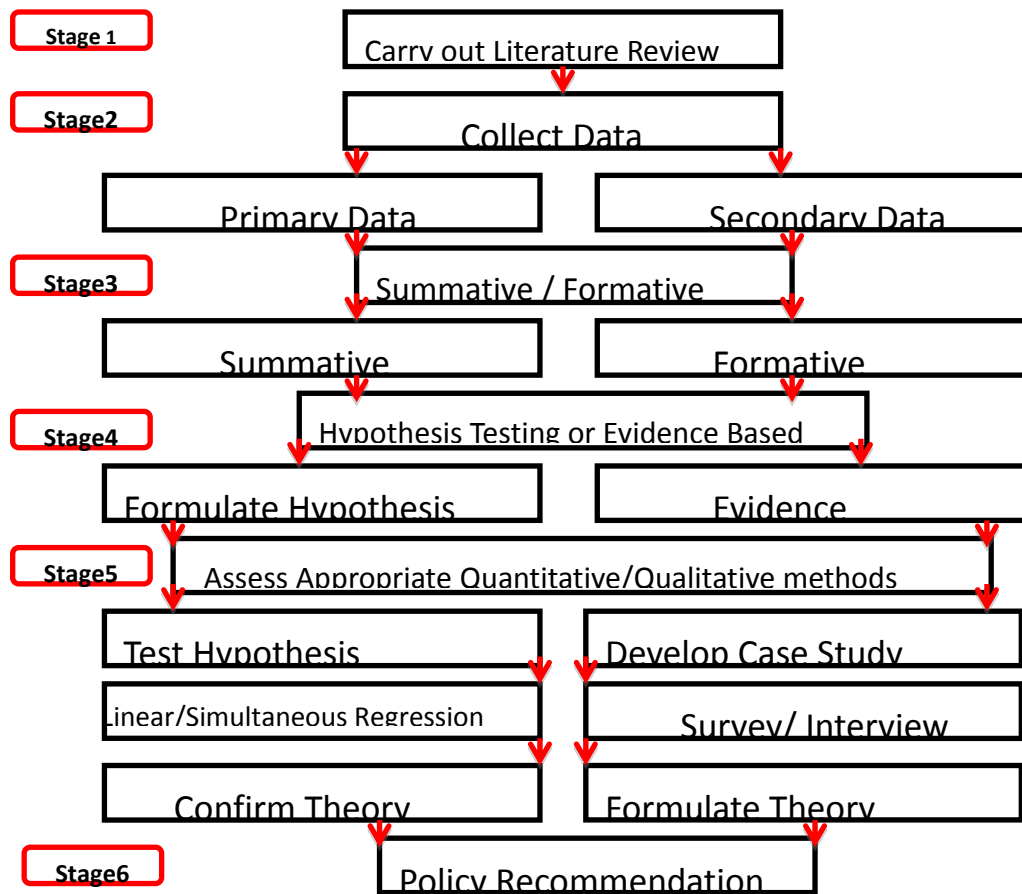 Stage 1
Carry out Literature Review
Stage2
Collect Data
Primary Data
Secondary Data
Stage3
Summative / Formative
Summative
Formative
Stage4
Hypothesis Testing or Evidence Based
Formulate Hypothesis
Evidence
Stage5
Assess Appropriate Quantitative/Qualitative methods
Test Hypothesis
Develop Case Study
Linear/Simultaneous Regression
Survey/ Interview
Confirm Theory
Formulate Theory
Stage6
Policy Recommendation